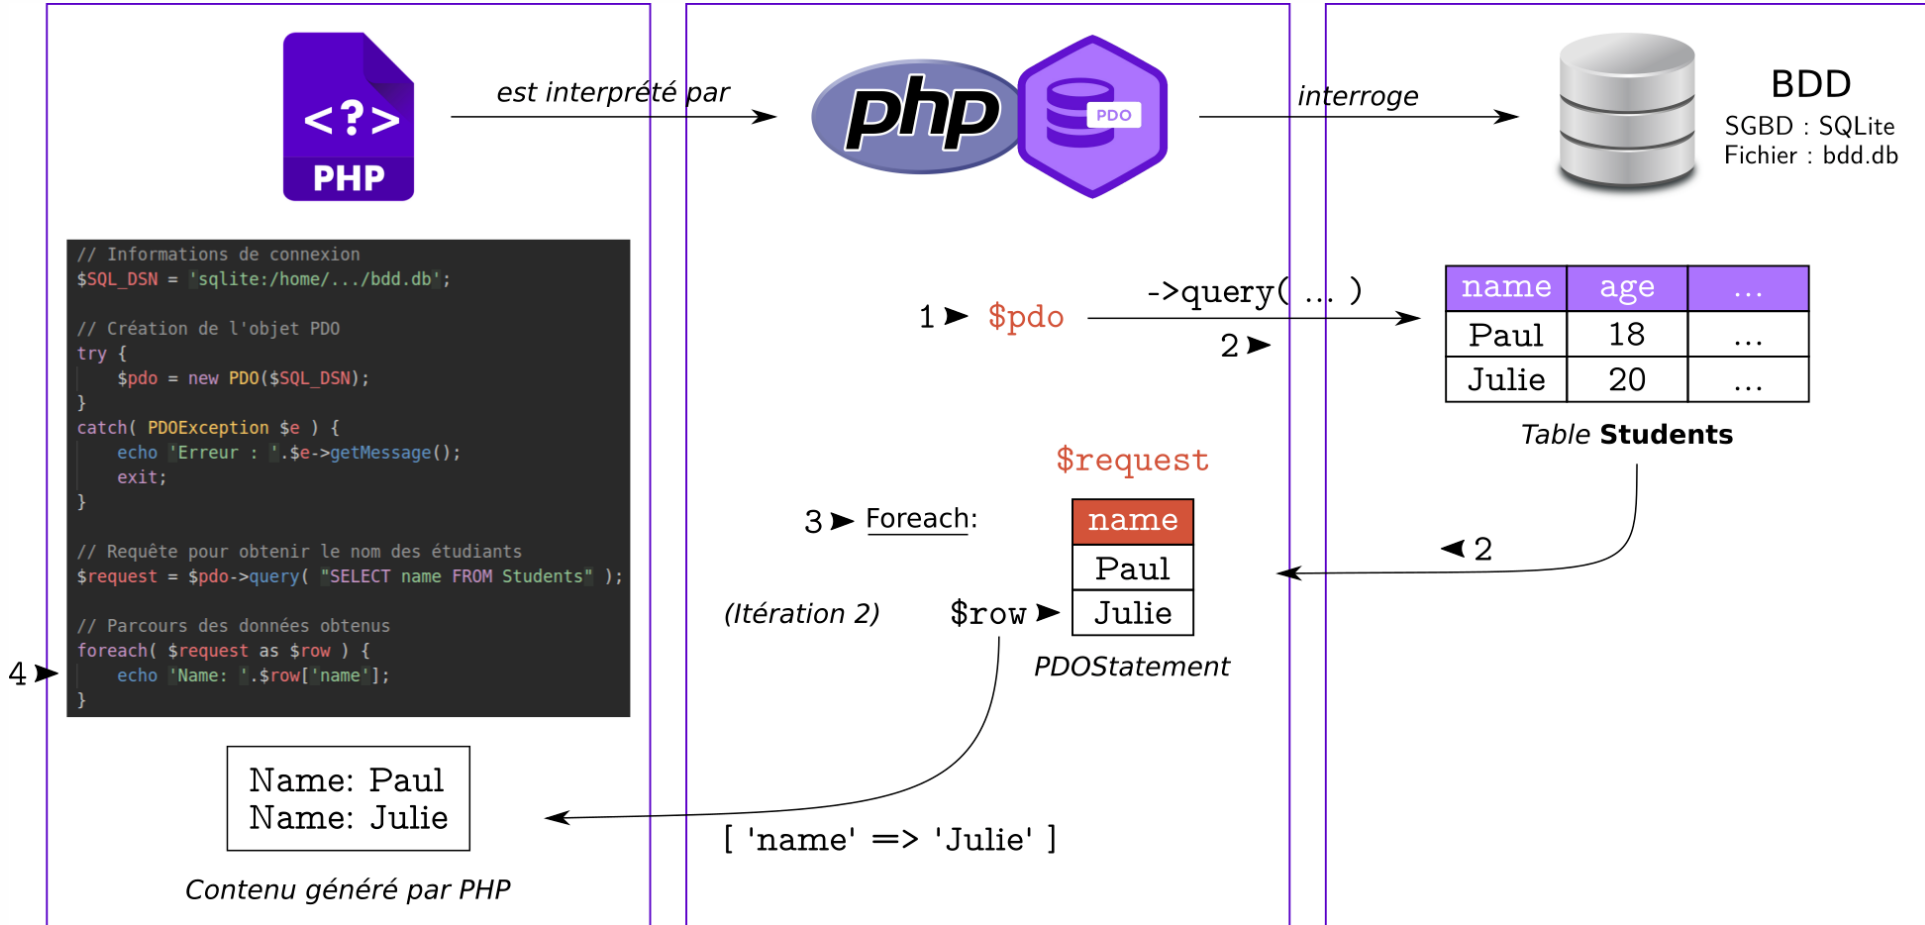 <?>
PHP
est interprété par
php
PDO
interroge
BDD
SGBD : SQLite
Fichier : bdd.db
// Informations de connexion
$SQL_DSN = 'sqlite:/home/.../bdd.db';
// Création de l'objet PDO
try {
$pdo = new PDO($SQL_DSN);
}
catch( PDOException $e ) {
echo 'Erreur : '.$e->getMessage();
exit;
}
// Requête pour obtenir le nom des étudiants
$request = $pdo->query( "SELECT name FROM Students" );
// Parcours des données obtenus
foreach( $request as $row ) {
4
echo 'Name: '.$row['name'];
}
Name: Paul
Name: Julie
Contenu généré par PHP
1 $pdo
->query( ... )
2
name age ...
Paul 18 ...
Julie 20 ...
Table Students
2
$request
3 Foreach:
name
Paul
(Itération 2) $row Julie
PDOStatement
[ 'name' => 'Julie' ]